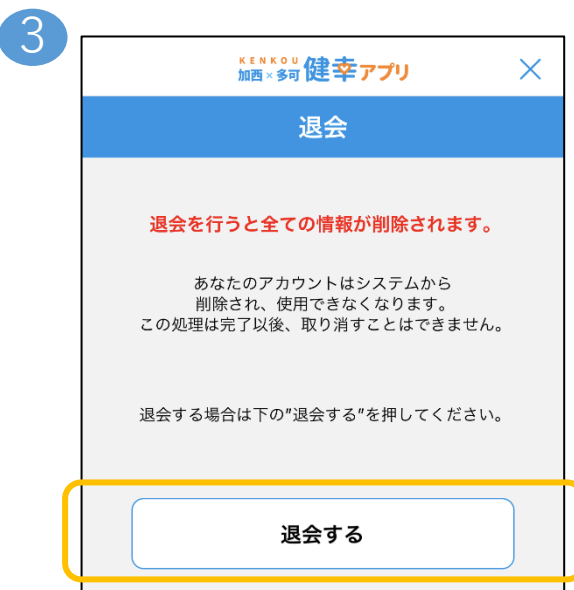 3
KENKOU
加西×多可 健幸アプリ
退会
退会を行うと全ての情報が削除されます。
あなたのアカウントはシステムから
削除され、使用できなくなります。
この処理は完了以後、取り消すことはできません。
退会する場合は下の"退会する"を押してください。
退会する